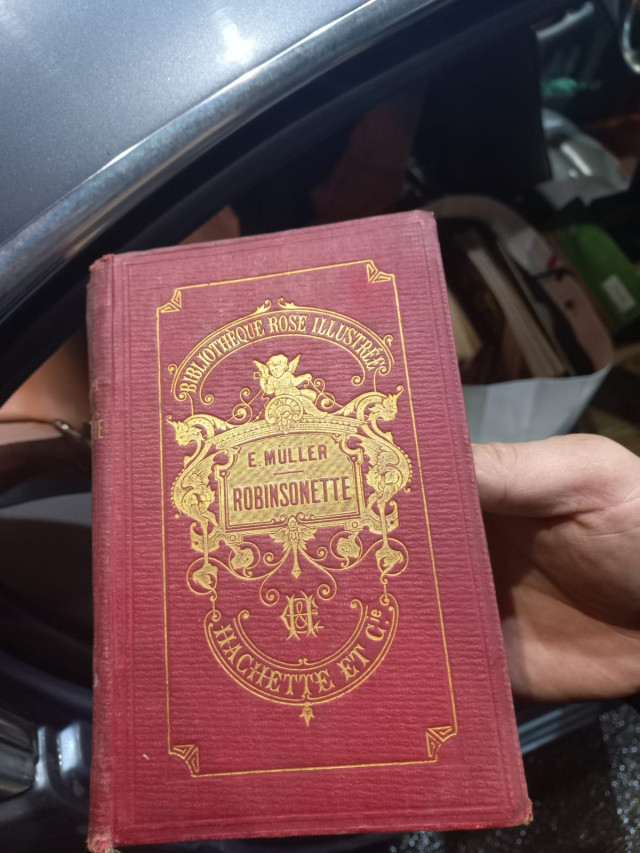 BIBLIOTHÈQUE ROSE ILLUSTRÉE
E. MULLER
ROBINSONETTE
H&C
HACHETTE ET Cie.